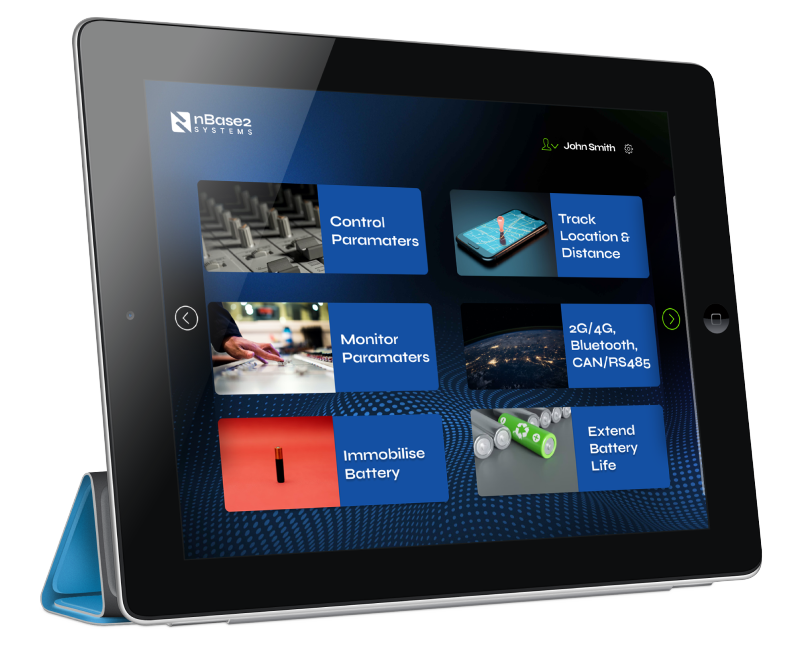 nBase2
SYSTEMS
John Smith
Control
Paramaters
Track
Location &
Distance
Monitor
Paramaters
2G/4G,
Bluetooth,
CAN/RS485
Immobilise
Battery
Extend
Battery
Life